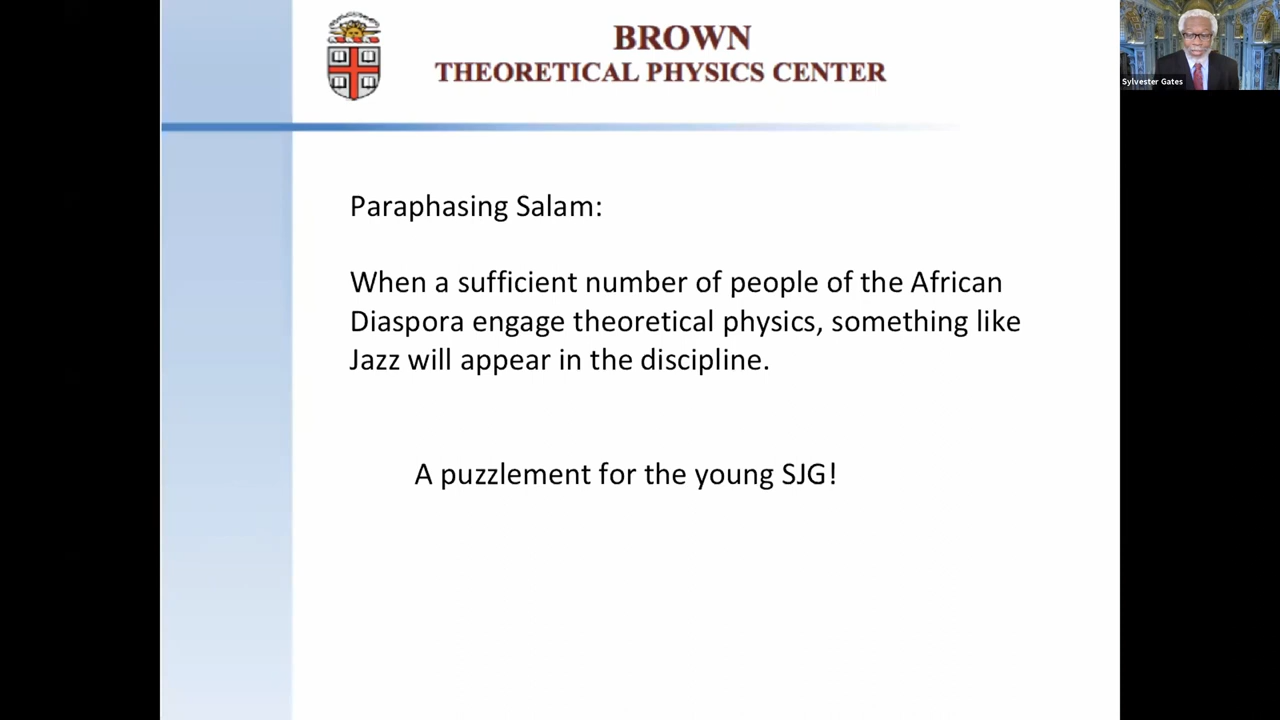 BROWN
THEORETICAL PHYSICS CENTER
Sylvester Gates
Paraphasing Salam:
When a sufficient number of people of the African
Diaspora engage theoretical physics, something like
Jazz will appear in the discipline.
A puzzlement for the young SJG!